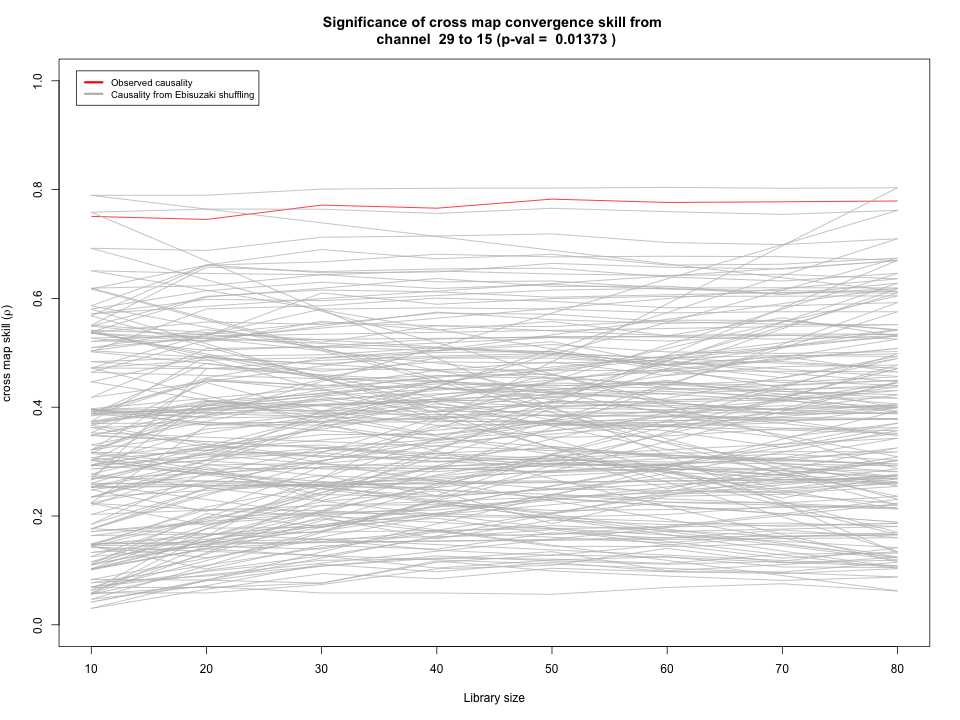 Significance of cross map convergence skill from
channel  29 to 15 (p-val =  0.01373 )
Observed causality
Causality from Ebisuzaki shuffling
cross map skill (ρ)
1.0
0.8
0.6
0.4
0.2
0.0
10 20 30 40 50 60 70 80
Library size